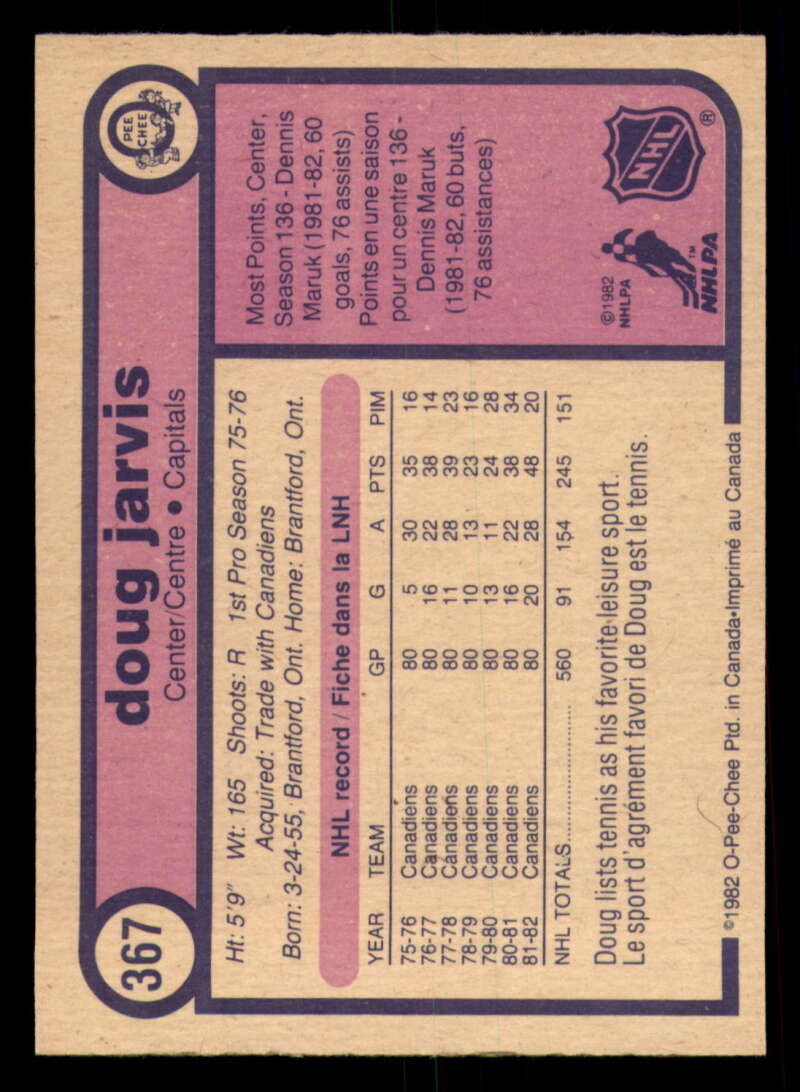 367
doug jarvis
Center/Centre • Capitals
O
PEE
CHEE
Ht: 5'9" Wt: 165 Shoots: R 1st Pro Season 75-76
Acquired: Trade with Canadiens
Born: 3-24-55, Brantford, Ont. Home: Brantford, Ont.
NHL record / Fiche dans la LNH
YEAR TEAM GP G A PTS PIM
75-76 Canadiens 80 5 30 35 16
76-77 Canadiens 80 16 22 38 14
77-78 Canadiens 80 11 28 39 23
78-79 Canadiens 80 10 13 23 16
79-80 Canadiens 80 13 11 24 28
80-81 Canadiens 80 16 22 38 34
81-82 Canadiens 80 20 28 48 20
NHL TOTALS.................... 560 91 154 245 151
Doug lists tennis as his favorite leisure sport.
Le sport d'agrément favori de Doug est le tennis.
Most Points, Center,
Season 136 - Dennis
Maruk (1981-82, 60
goals, 76 assists)
Points en une saison
pour un centre 136 -
Dennis Maruk
(1981-82, 60 buts,
76 assistances)
©1982
NHLPA
™
NHLPA
NHL
®
©1982 O-Pee-Chee Ptd. in Canada•Imprimé au Canada